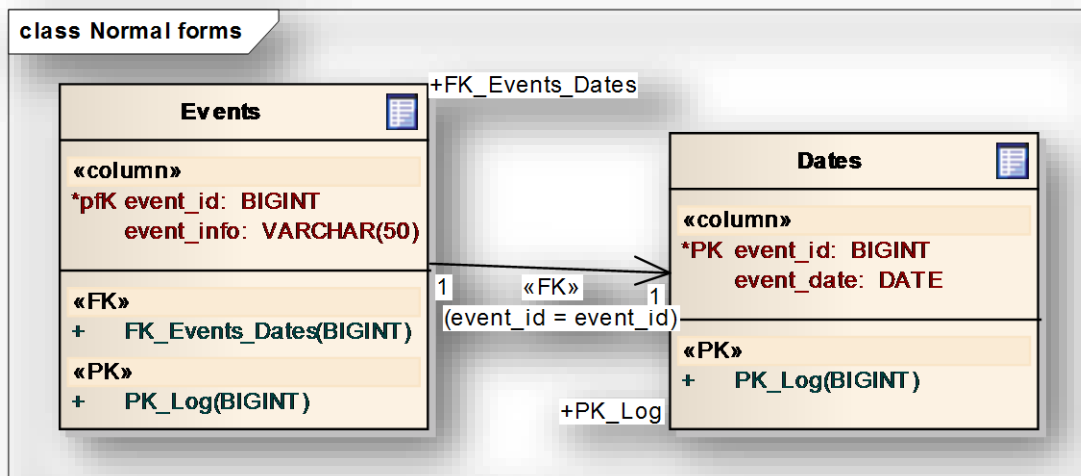 class Normal forms
+FK_Events_Dates
Events
«column»
*pfK event_id: BIGINT
event_info: VARCHAR(50)
«FK»
+ FK_Events_Dates(BIGINT)
«PK»
+ PK_Log(BIGINT)
1
«FK»
1
(event_id = event_id)
+PK_Log
Dates
«column»
*PK event_id: BIGINT
event_date: DATE
«PK»
+ PK_Log(BIGINT)